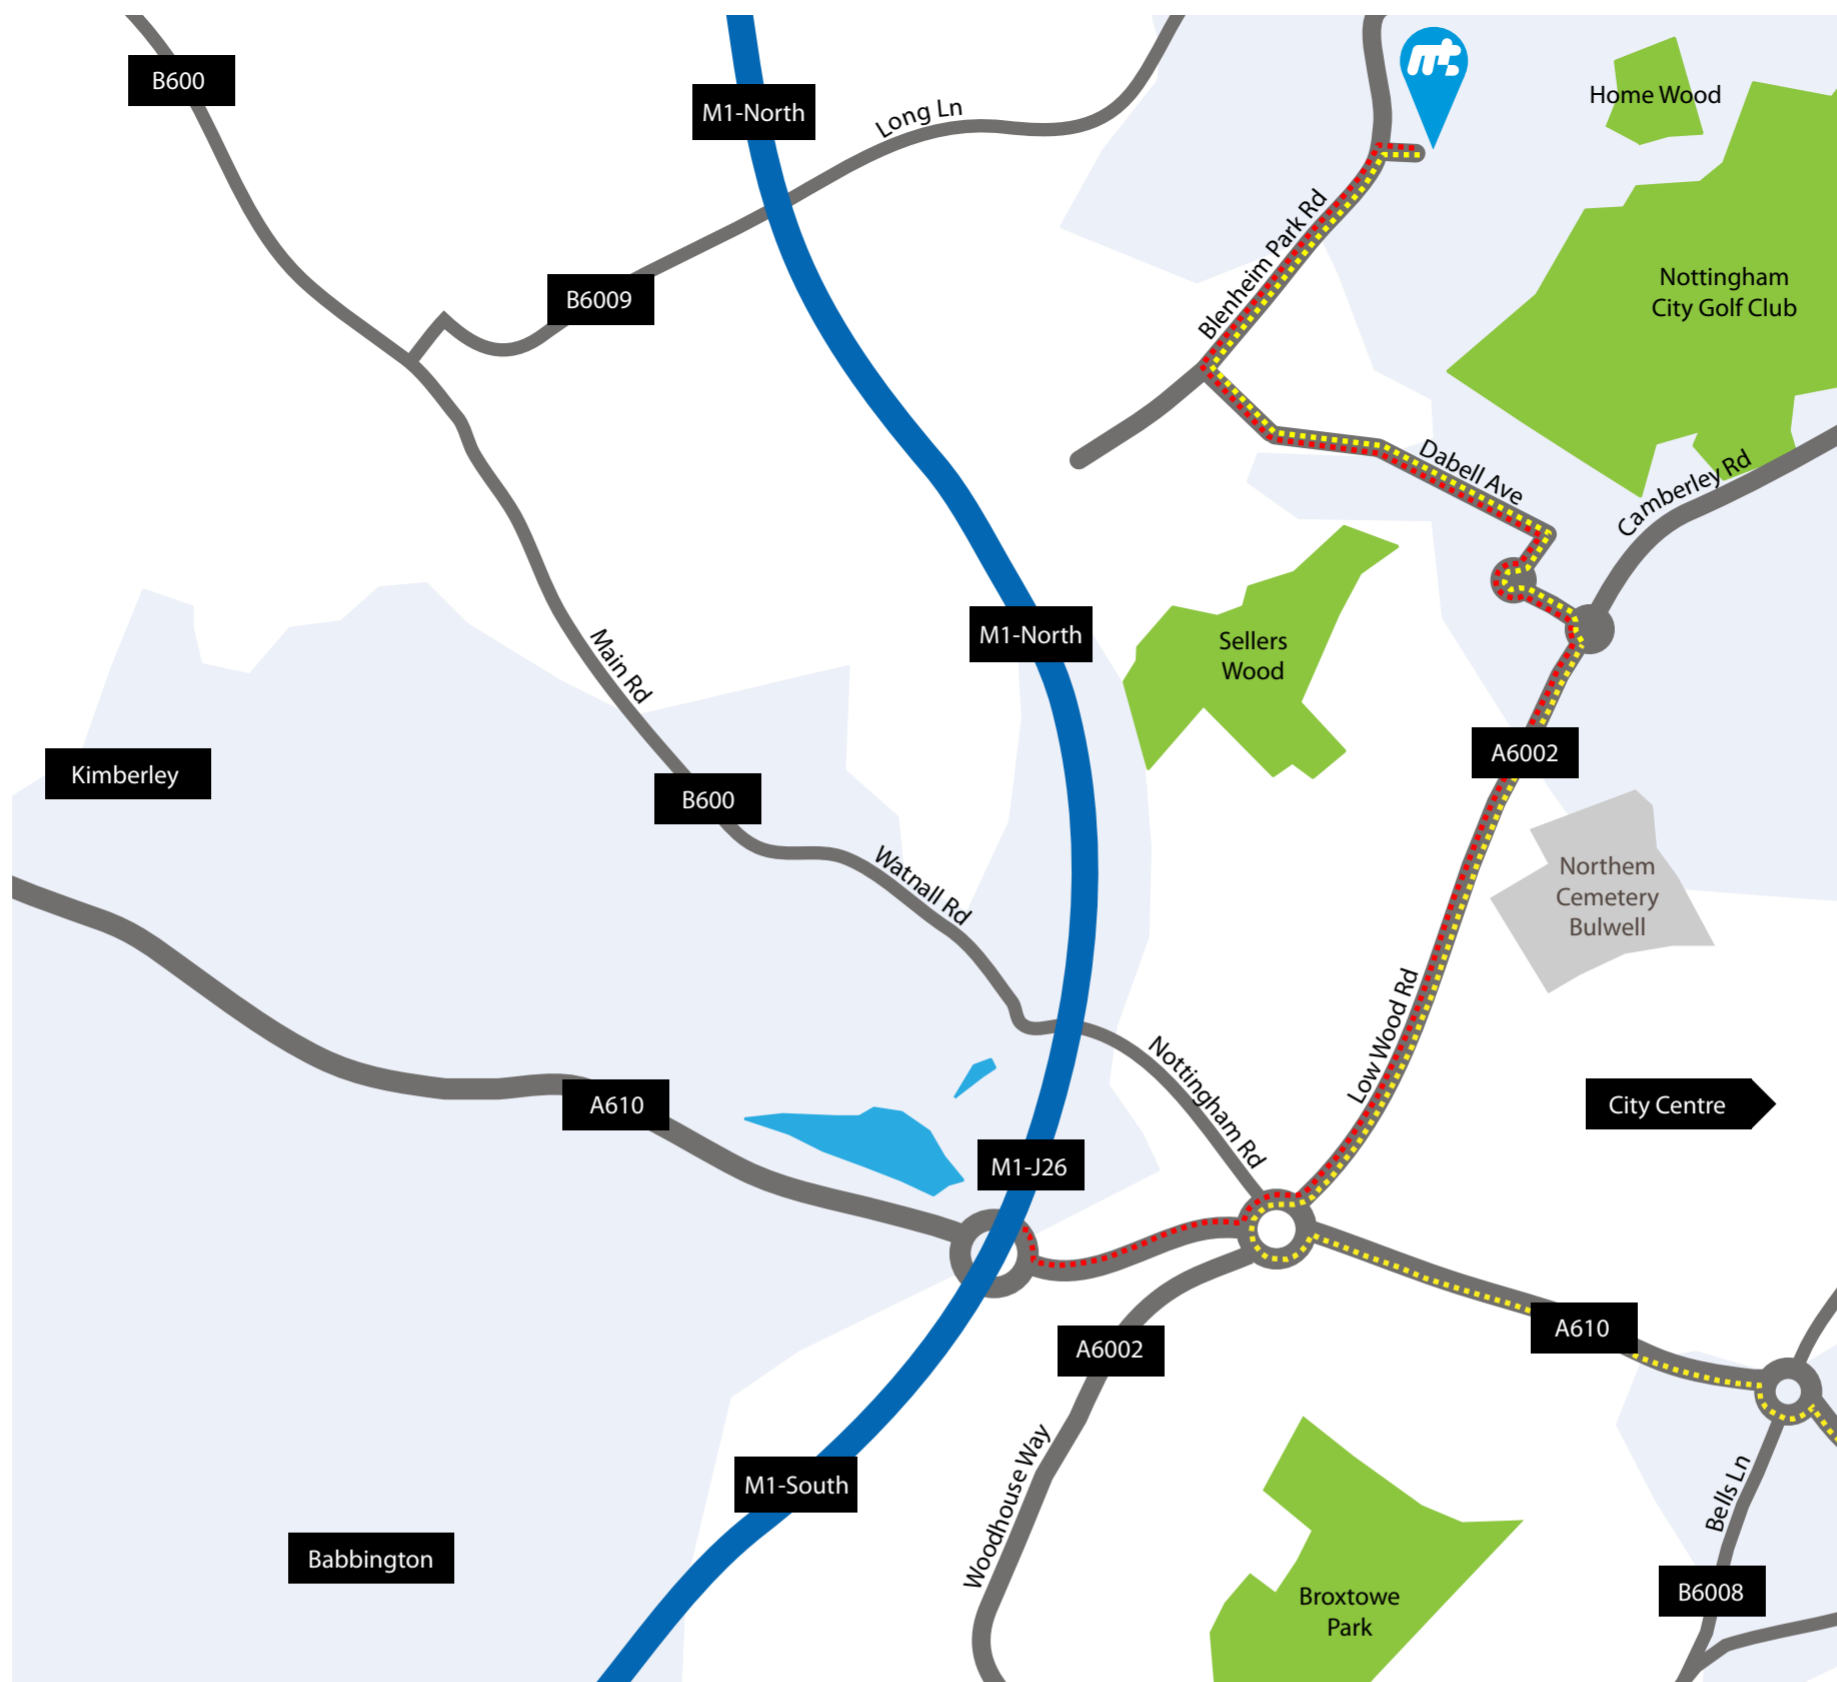 B600
M1-North
Long Ln
mt
Home Wood
B6009
Blenheim Park Rd
Nottingham
City Golf Club
Dabell Ave
Camberley Rd
Main Rd
M1-North
Sellers
Wood
Kimberley
B600
A6002
Watnall Rd
Northem
Cemetery
Bulwell
Low Wood Rd
Nottingham Rd
A610
City Centre
M1-J26
A6002
A610
Woodhouse Way
M1-South
Bells Ln
Babbington
Broxtowe
Park
B6008